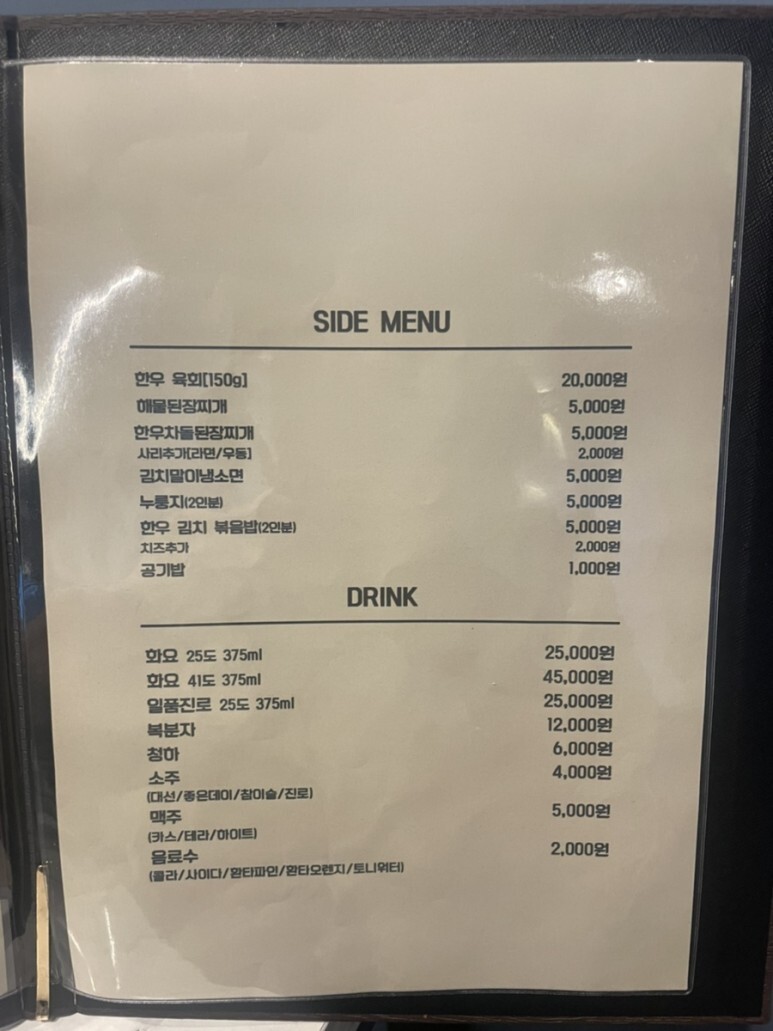 SIDE MENU
한우 육회[150g] 20,000원
해물된장찌개 5,000원
한우차돌된장찌개 5,000원
사리추가[라면/우동] 2,000원
김치말이냉소면 5,000원
누룽지(2인분) 5,000원
한우 김치 볶음밥(2인분) 5,000원
치즈추가 2,000원
공기밥 1,000원
DRINK
화요 25도 375ml 25,000원
화요 41도 375ml 45,000원
일품진로 25도 375ml 25,000원
복분자 12,000원
청하 6,000원
소주 4,000원
(대선/좋은데이/참이슬/진로)
맥주 5,000원
(카스/테라/하이트)
음료수 2,000원
(콜라/사이다/환타파인/환타오렌지/토니워터)